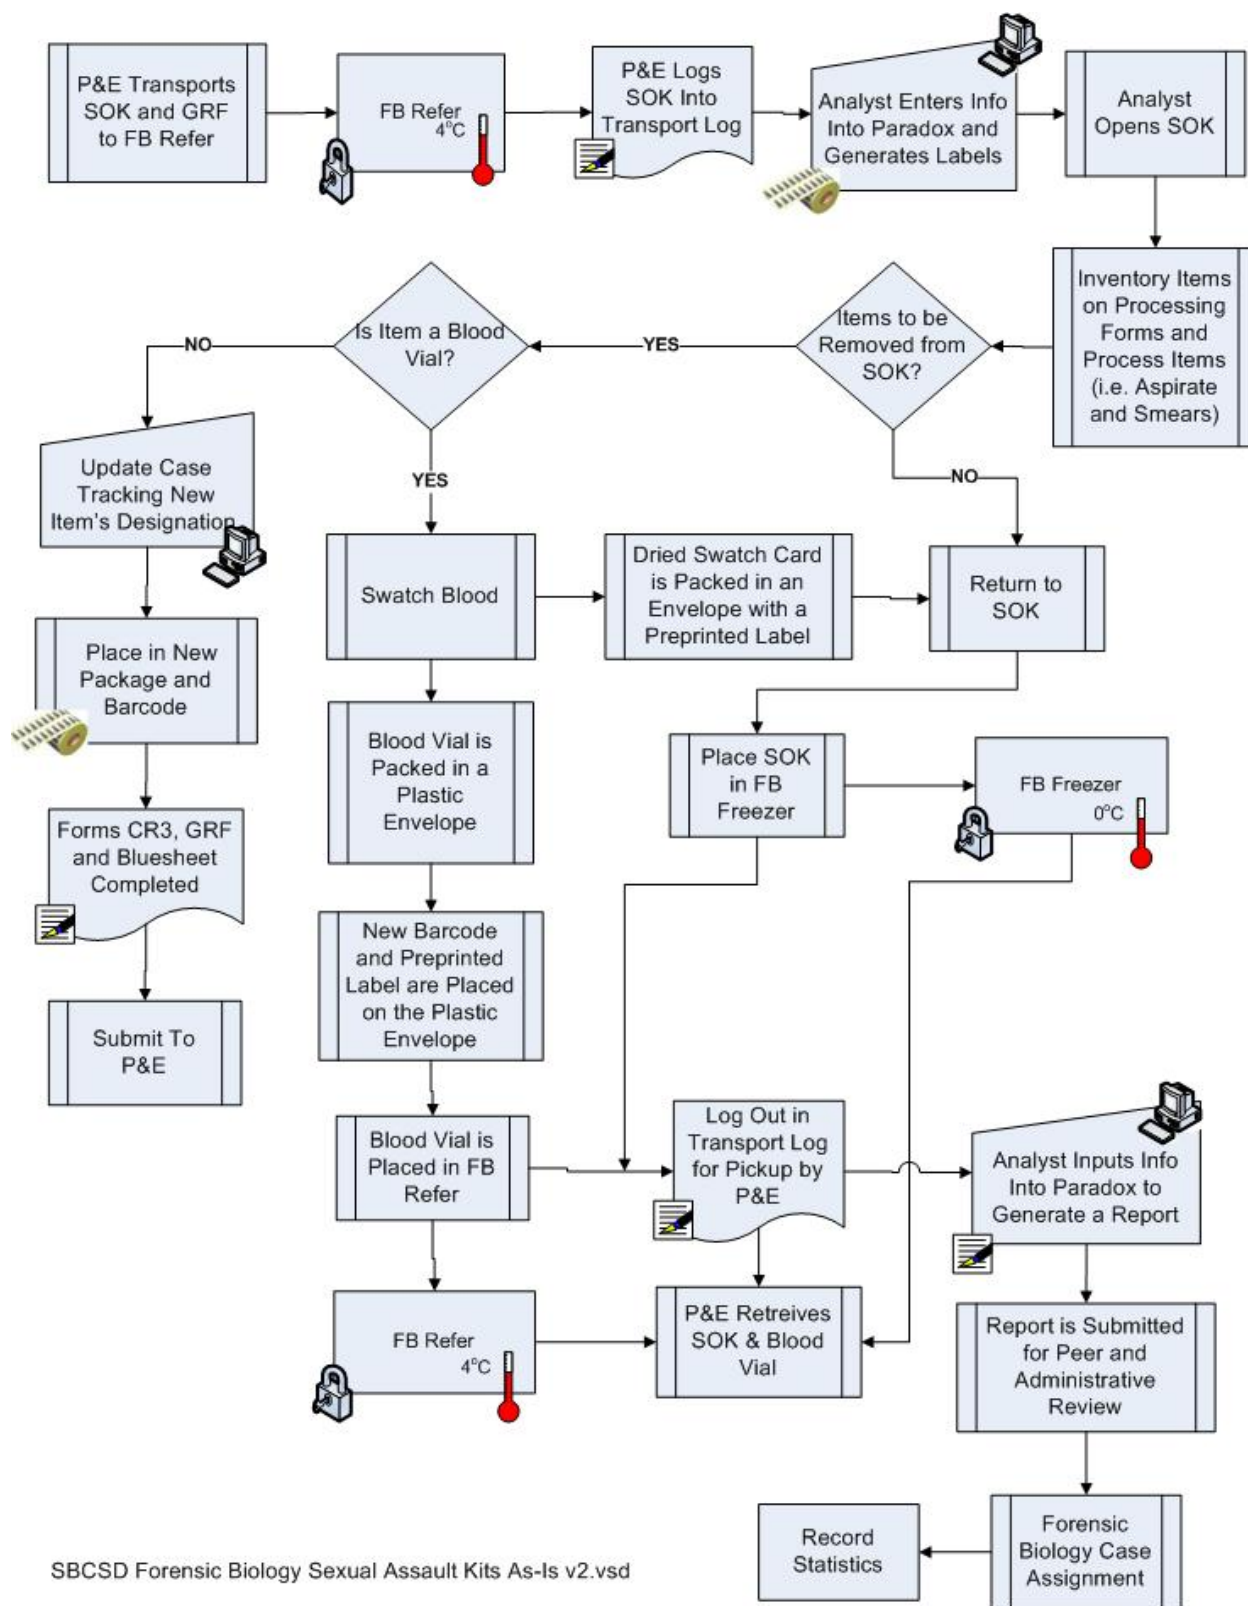 P&E Transports
SOK and GRF
to FB Refer
FB Refer
4°C
P&E Logs
SOK Into
Transport Log
Analyst Enters Info
Into Paradox and
Generates Labels
Analyst
Opens SOK
Inventory Items
on Processing
Forms and
Process Items
(i.e. Aspirate
and Smears)
Items to be
Removed from
SOK?
YES
Is Item a Blood
Vial?
NO
YES
NO
Update Case
Tracking New
Item's Designation
Swatch Blood
Dried Swatch Card
is Packed in an
Envelope with a
Preprinted Label
Return to
SOK
Place in New
Package and
Barcode
Blood Vial is
Packed in a
Plastic
Envelope
Place SOK
in FB
Freezer
FB Freezer
0°C
Forms CR3, GRF
and Bluesheet
Completed
New Barcode
and Preprinted
Label are Placed
on the Plastic
Envelope
Submit To
P&E
Blood Vial is
Placed in FB
Refer
Log Out in
Transport Log
for Pickup by
P&E
Analyst Inputs Info
Into Paradox to
Generate a Report
FB Refer
4°C
P&E Retreives
SOK & Blood
Vial
Report is Submitted
for Peer and
Administrative
Review
Record
Statistics
Forensic
Biology Case
Assignment
SBCSD Forensic Biology Sexual Assault Kits As-Is v2.vsd